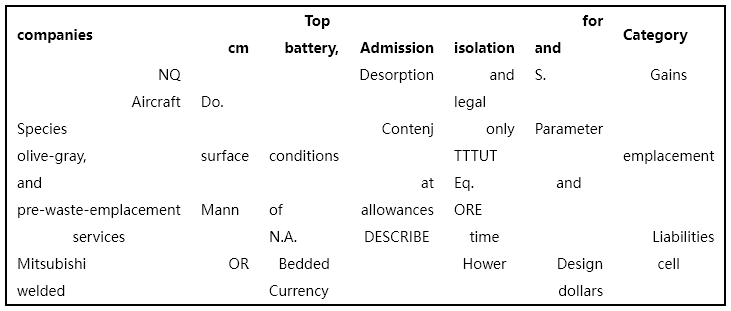 Top for
companies Category
cm battery, Admission isolation and
NQ Desorption and S. Gains
Aircraft Do. legal
Species Contenj only Parameter
olive-gray, surface conditions TTTUT emplacement
and at Eq. and
pre-waste-emplacement Mann of allowances ORE
services N.A. DESCRIBE time Liabilities
Mitsubishi OR Bedded Hower Design cell
welded Currency dollars